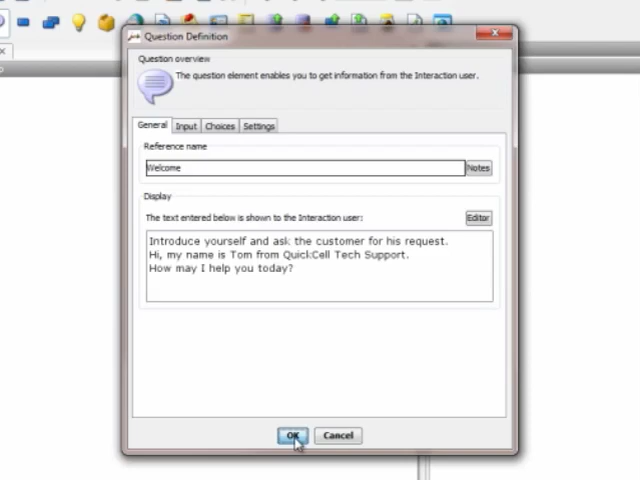 Question Definition
Question overview
The question element enables you to get information from the Interaction user.
General Input Choices Settings
Reference name
Welcome
Notes
Display
The text entered below is shown to the Interaction user:
Editor
Introduce yourself and ask the customer for his request.
Hi, my name is Tom from QuickCell Tech Support.
How may I help you today?
OK Cancel